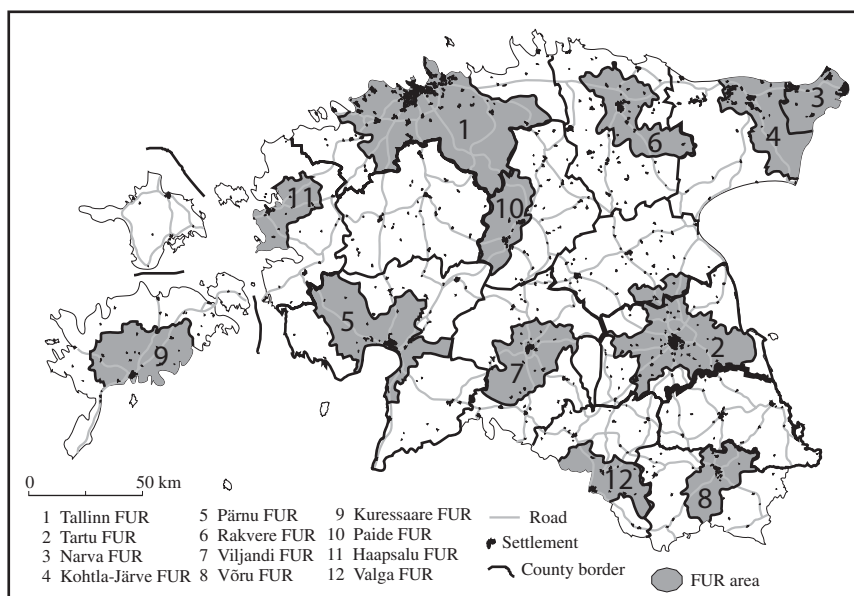 1
3
4
6
11
10
5
9
2
7
12
8
0 50 km
1 Tallinn FUR
2 Tartu FUR
3 Narva FUR
4 Kohtla-Järve FUR
5 Pärnu FUR
6 Rakvere FUR
7 Viljandi FUR
8 Võru FUR
9 Kuressaare FUR
10 Paide FUR
11 Haapsalu FUR
12 Valga FUR
Road
Settlement
County border
FUR area